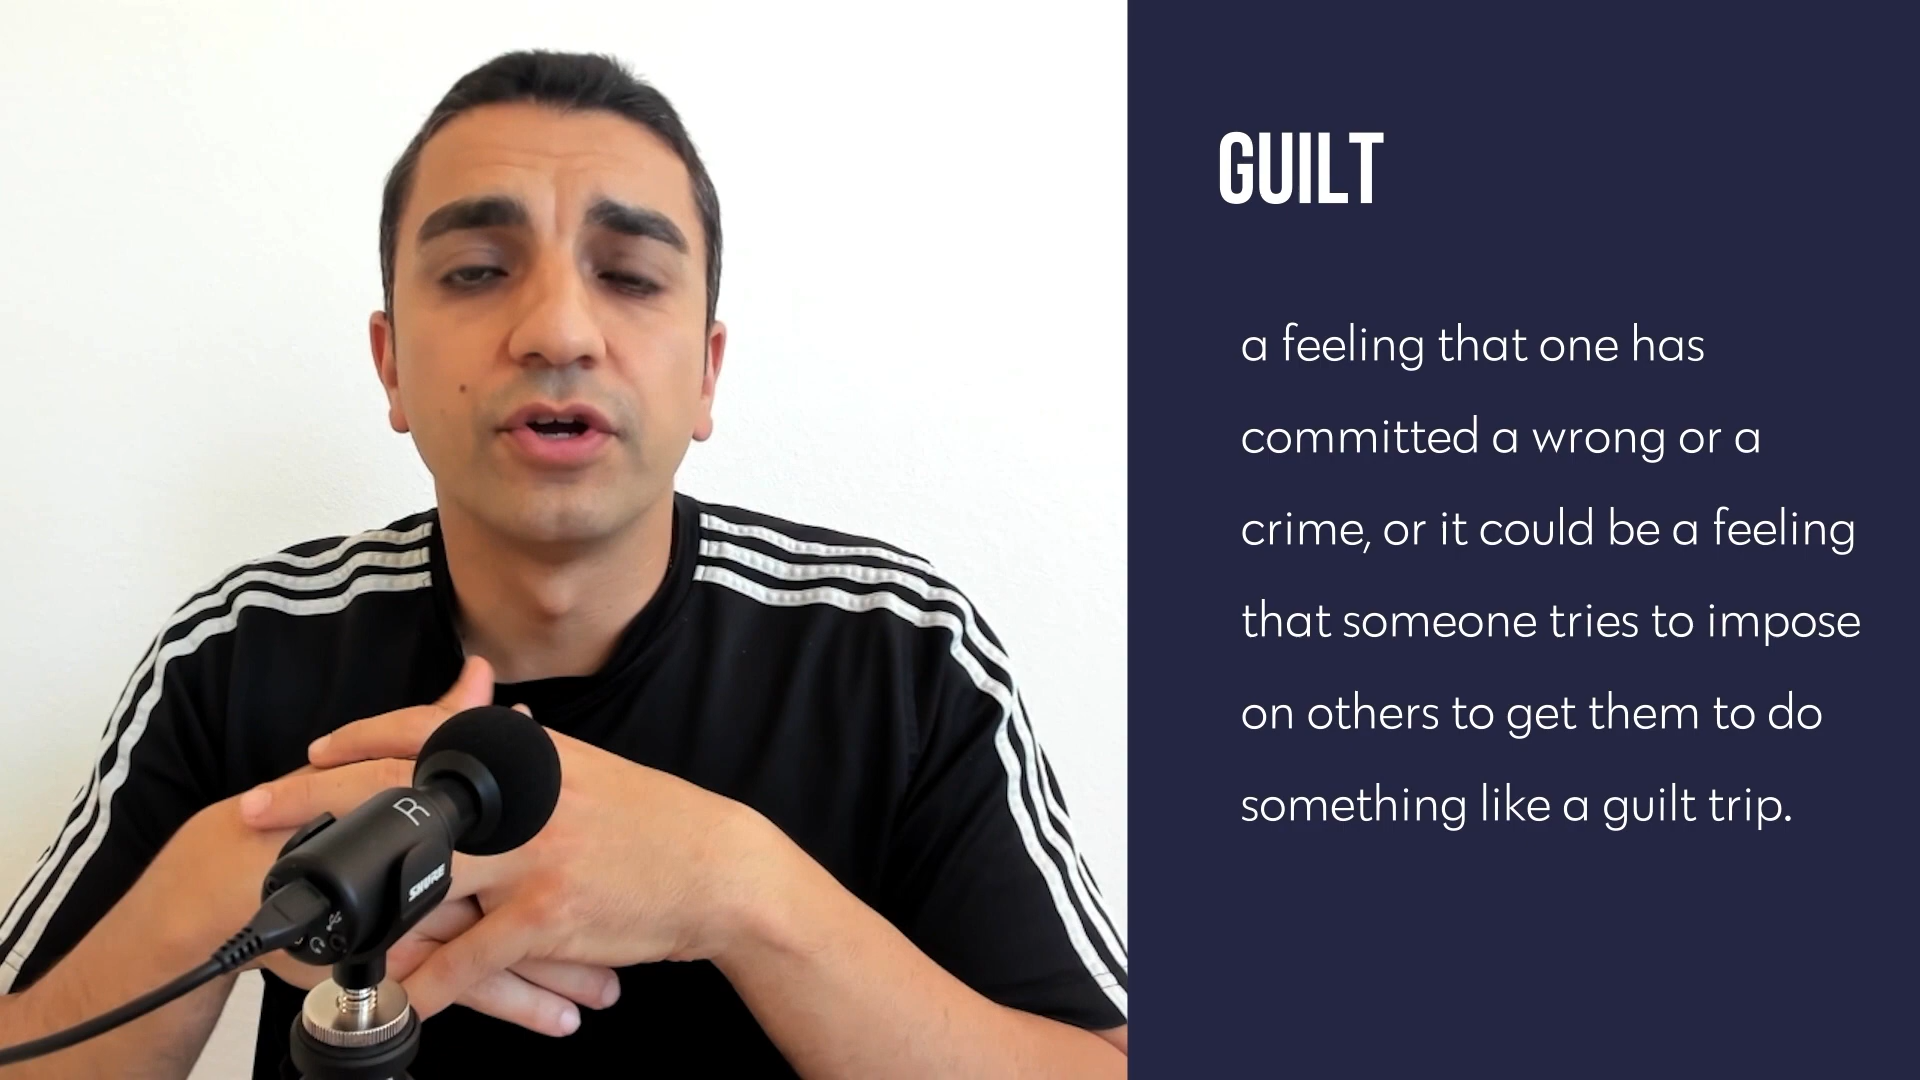 GUILT
a feeling that one has
committed a wrong or a
crime, or it could be a feeling
that someone tries to impose
on others to get them to do
something like a guilt trip.
R
SHURE